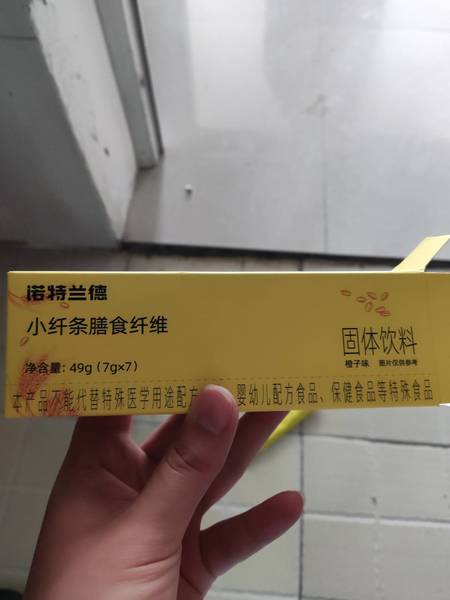 诺特兰德
小纤条膳食纤维
净含量: 49g (7g×7)
固体饮料
橙子味 图片仅供参考
本产品不能代替特殊医学用途配方 婴幼儿配方食品、保健食品等特殊食品